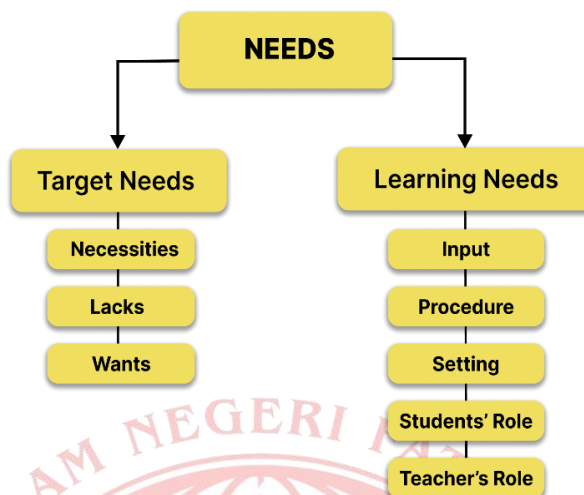 NEEDS
Target Needs
Necessities
Lacks
Wants
Learning Needs
Input
Procedure
Setting
Students' Role
Teacher's Role
AM NEGERI